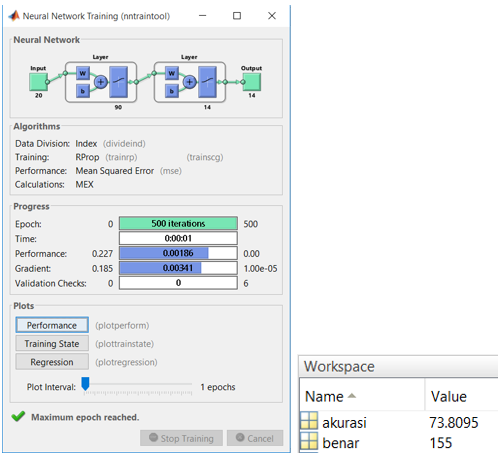 Neural Network Training (nntraintool)
Neural Network
Layer Layer
Input W b W b Output
20 90 14 14
Algorithms
Data Division: Index (divideind)
Training: RProp (trainrp) (trainscg)
Performance: Mean Squared Error (mse)
Calculations: MEX
Progress
Epoch: 0 500 iterations 500
Time: 0:00:01
Performance: 0.227 0.00186 0.00
Gradient: 0.185 0.00341 1.00e-05
Validation Checks: 0 0 6
Plots
Performance (plotperform)
Training State (plottrainstate)
Regression (plotregression)
Plot Interval: 1 epochs
Maximum epoch reached.
Stop Training Cancel
Workspace
Name Value
akurasi 73.8095
benar 155